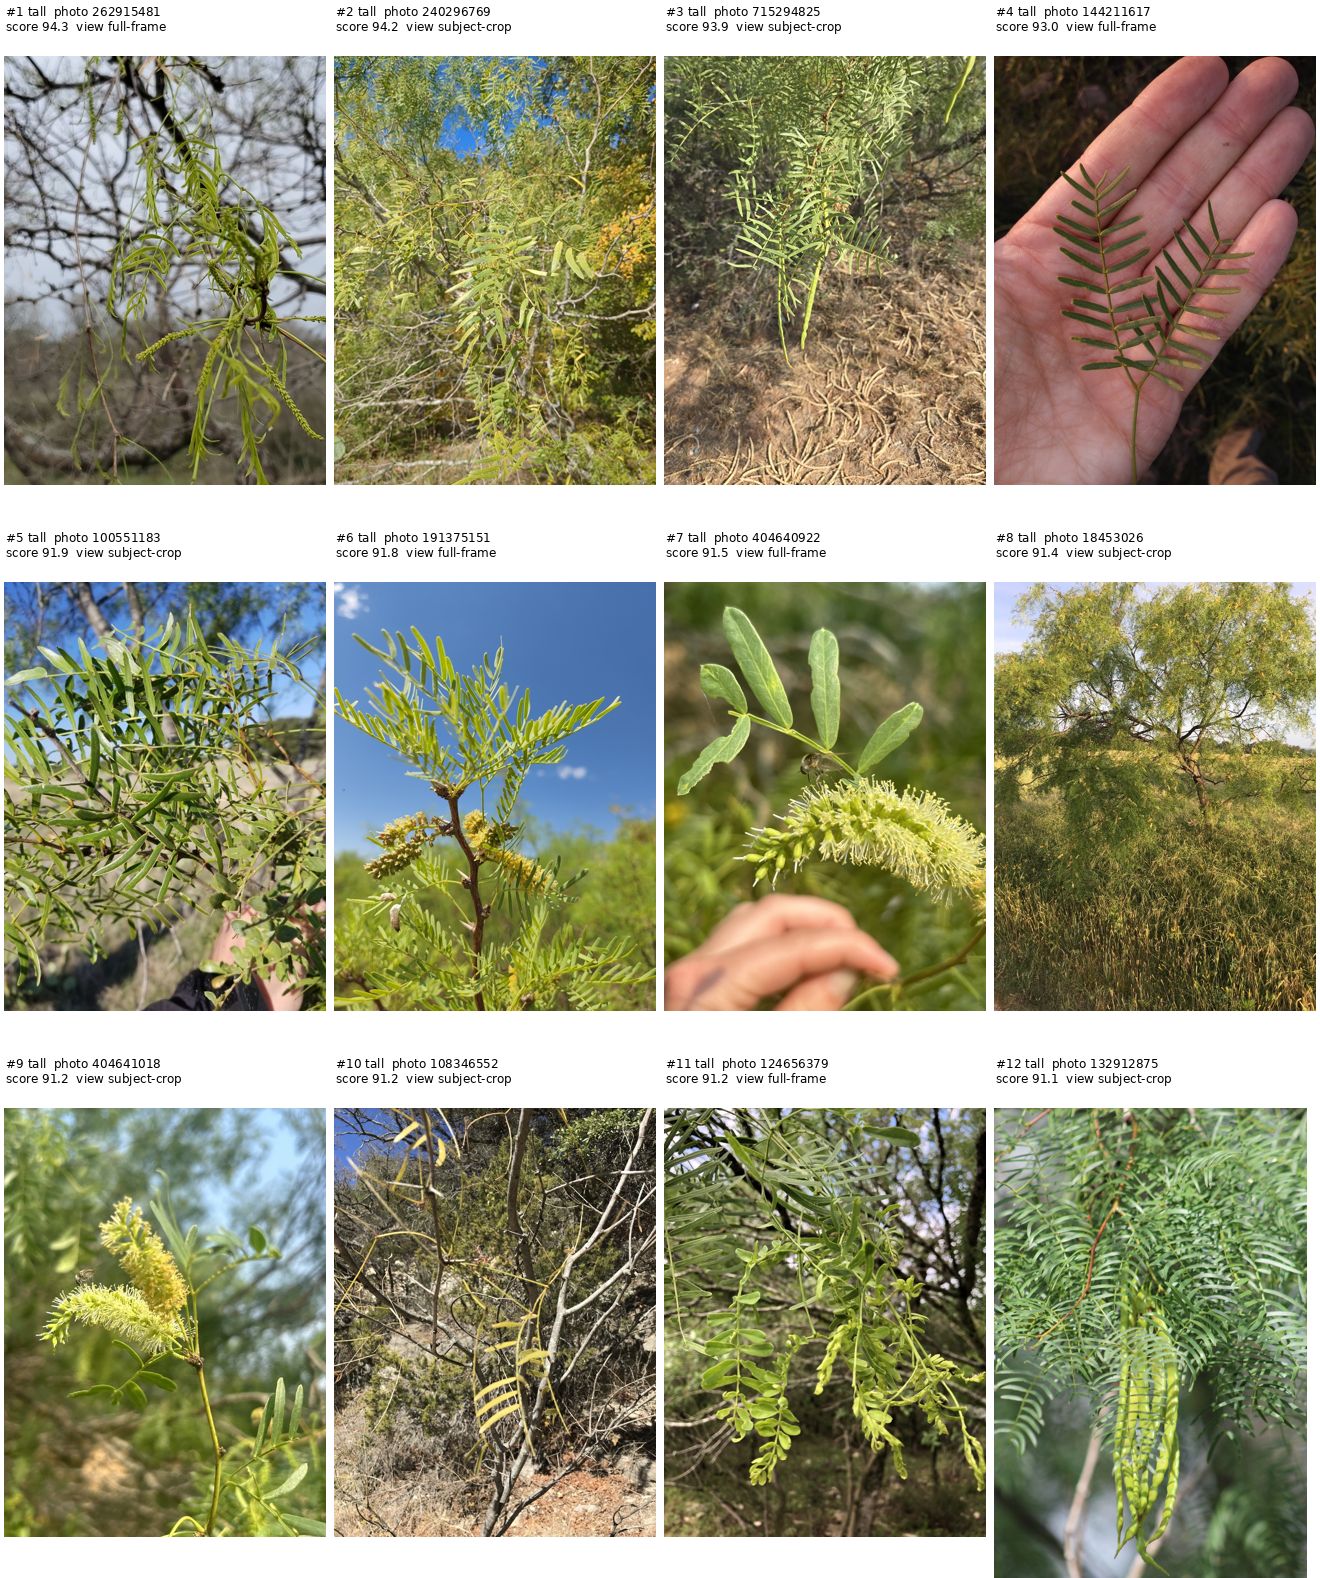 #1 tall photo 262915481
score 94.3 view full-frame
#2 tall photo 240296769
score 94.2 view subject-crop
#3 tall photo 715294825
score 93.9 view subject-crop
#4 tall photo 144211617
score 93.0 view full-frame
#5 tall photo 100551183
score 91.9 view subject-crop
#6 tall photo 191375151
score 91.8 view full-frame
#7 tall photo 404640922
score 91.5 view full-frame
#8 tall photo 18453026
score 91.4 view subject-crop
#9 tall photo 404641018
score 91.2 view subject-crop
#10 tall photo 108346552
score 91.2 view subject-crop
#11 tall photo 124656379
score 91.2 view full-frame
#12 tall photo 132912875
score 91.1 view subject-crop